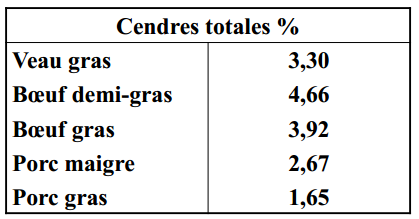 Cendres totales %
Veau gras 3,30
Bœuf demi-gras 4,66
Bœuf gras 3,92
Porc maigre 2,67
Porc gras 1,65